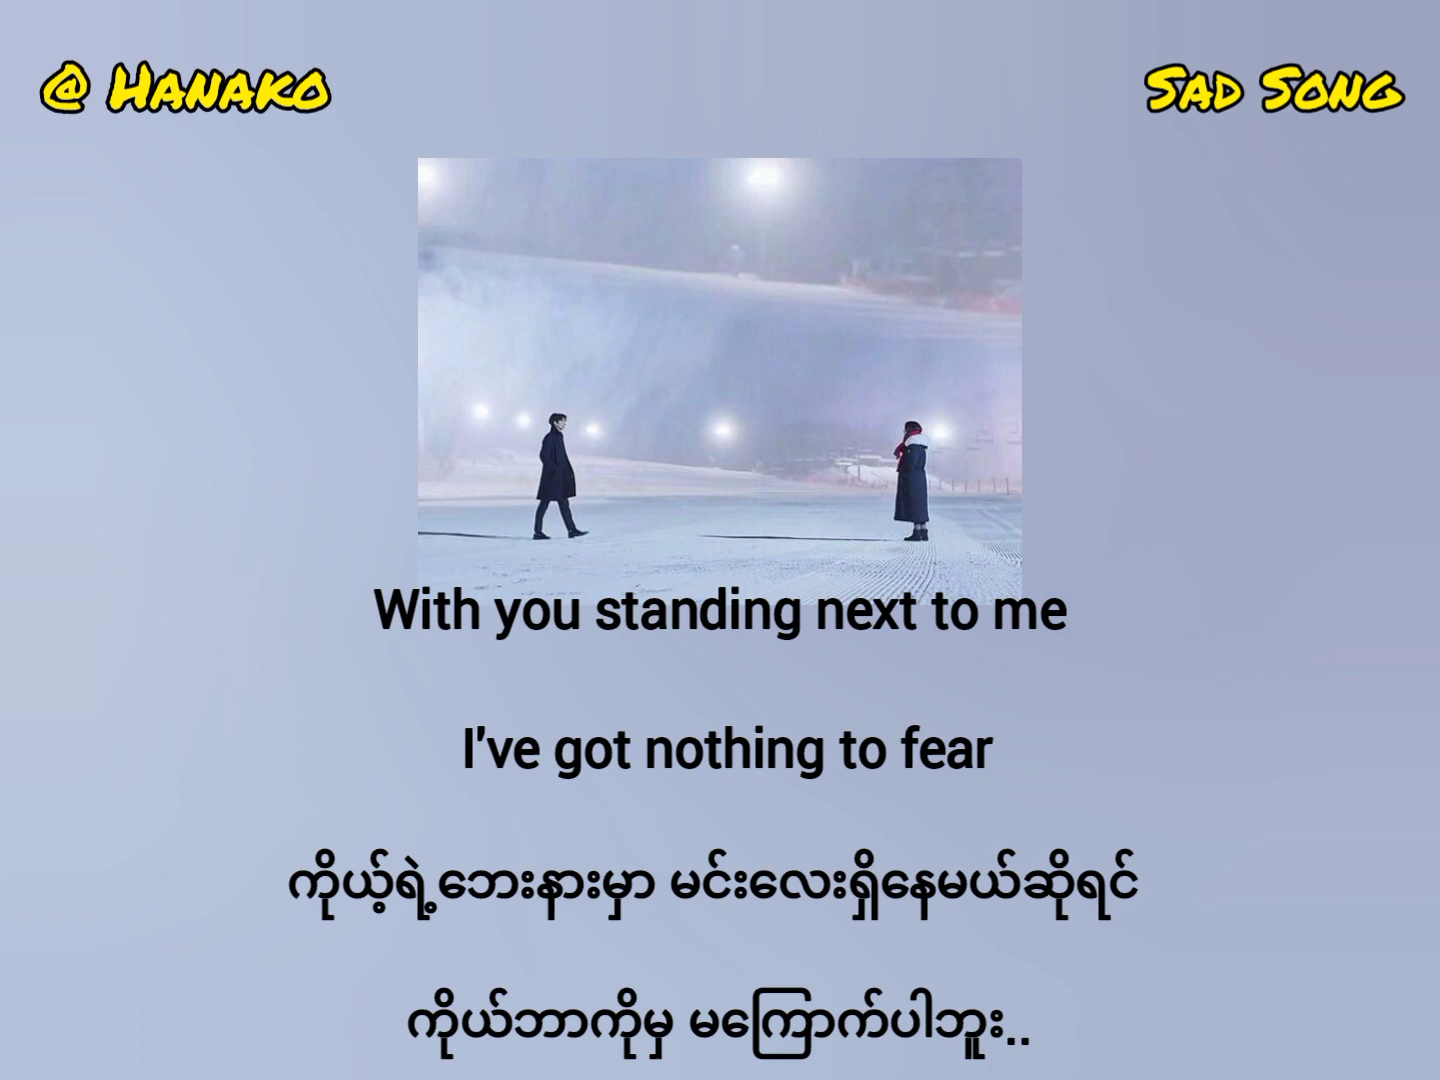 @ Hanako
Sad Song
With you standing next to me
I've got nothing to fear
ကိုယ့်ရဲ့ဘေးနားမှာ မင်းလေးရှိနေမယ်ဆိုရင်
ကိုယ်ဘာကိုမှ မကြောက်ပါဘူး..